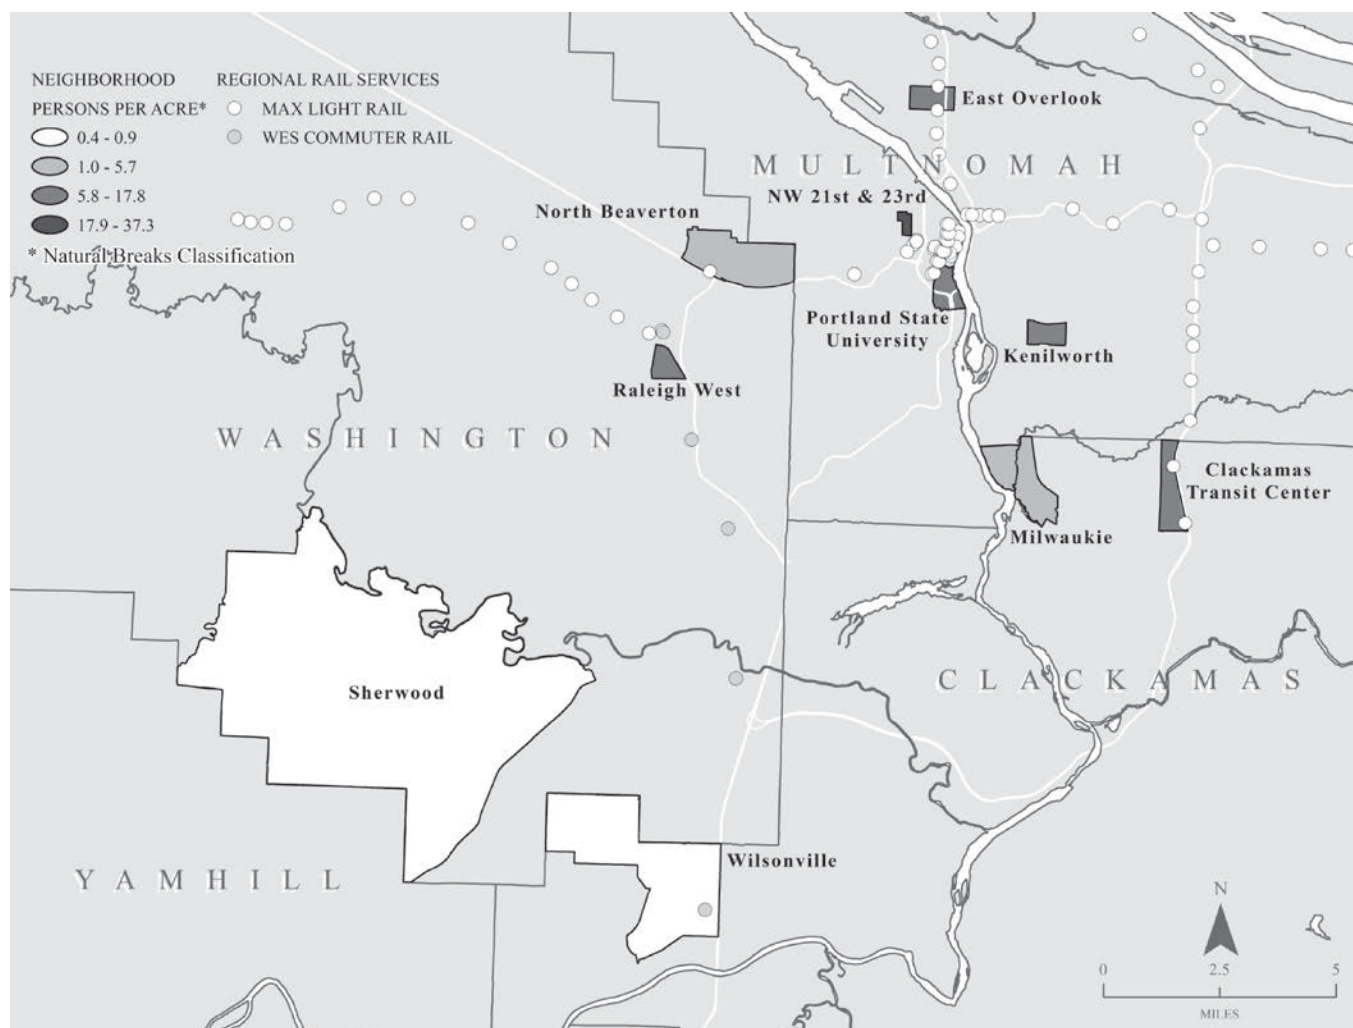 NEIGHBORHOOD
PERSONS PER ACRE*
0.4 - 0.9
1.0 - 5.7
5.8 - 17.8
17.9 - 37.3
* Natural Breaks Classification
REGIONAL RAIL SERVICES
MAX LIGHT RAIL
WES COMMUTER RAIL
East Overlook
MULTNOMAH
NW 21st & 23rd
North Beaverton
Portland State
University
Kenilworth
Raleigh West
WASHINGTON
Clackamas
Transit Center
Milwaukie
CLACKAMAS
Sherwood
Wilsonville
YAMHILL
N
0 2.5 5
MILES